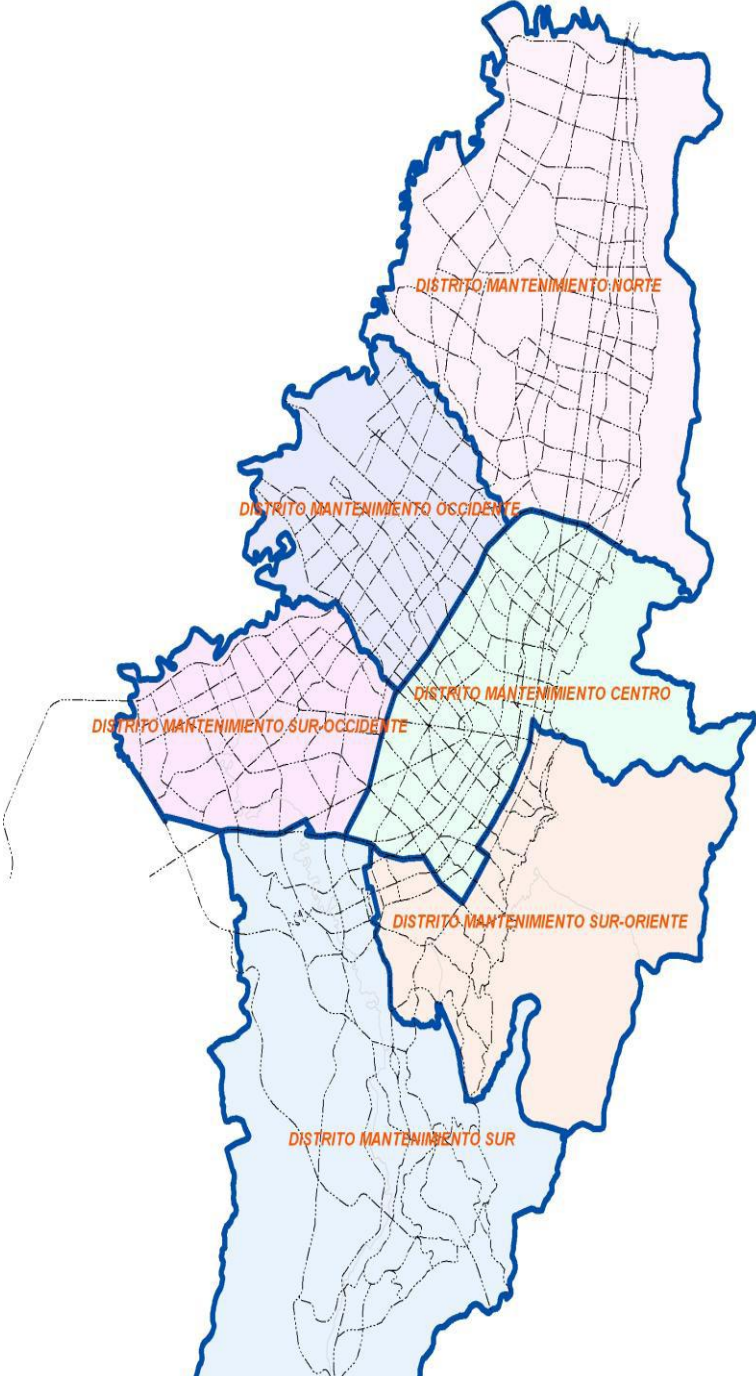 DISTRITO MANTENIMIENTO NORTE
DISTRITO MANTENIMIENTO OCCIDENTE
DISTRITO MANTENIMIENTO CENTRO
DISTRITO MANTENIMIENTO SUR-OCCIDENTE
DISTRITO MANTENIMIENTO SUR-ORIENTE
DISTRITO MANTENIMIENTO SUR